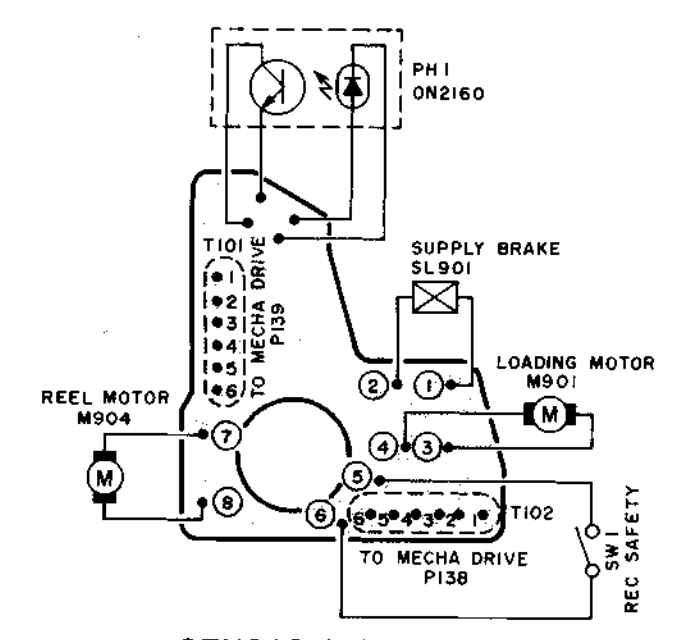 PH1
ON2160
T101
TO MECHA DRIVE
P139
1
2
3
4
5
6
SUPPLY BRAKE
SL901
2 1
LOADING MOTOR
M901
M
REEL MOTOR
M904
M
7
8
4 3
5
6
6 5 4 3 2 1
T102
TO MECHA DRIVE
P138
SW1
REC SAFETY